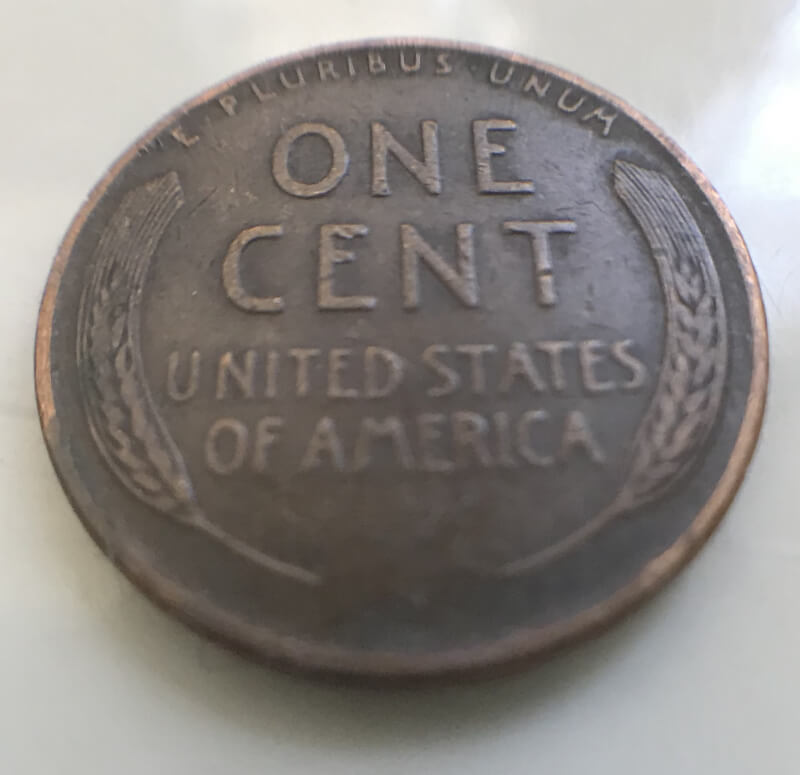 E · PLURIBUS · UNUM
ONE
CENT
UNITED STATES
OF AMERICA